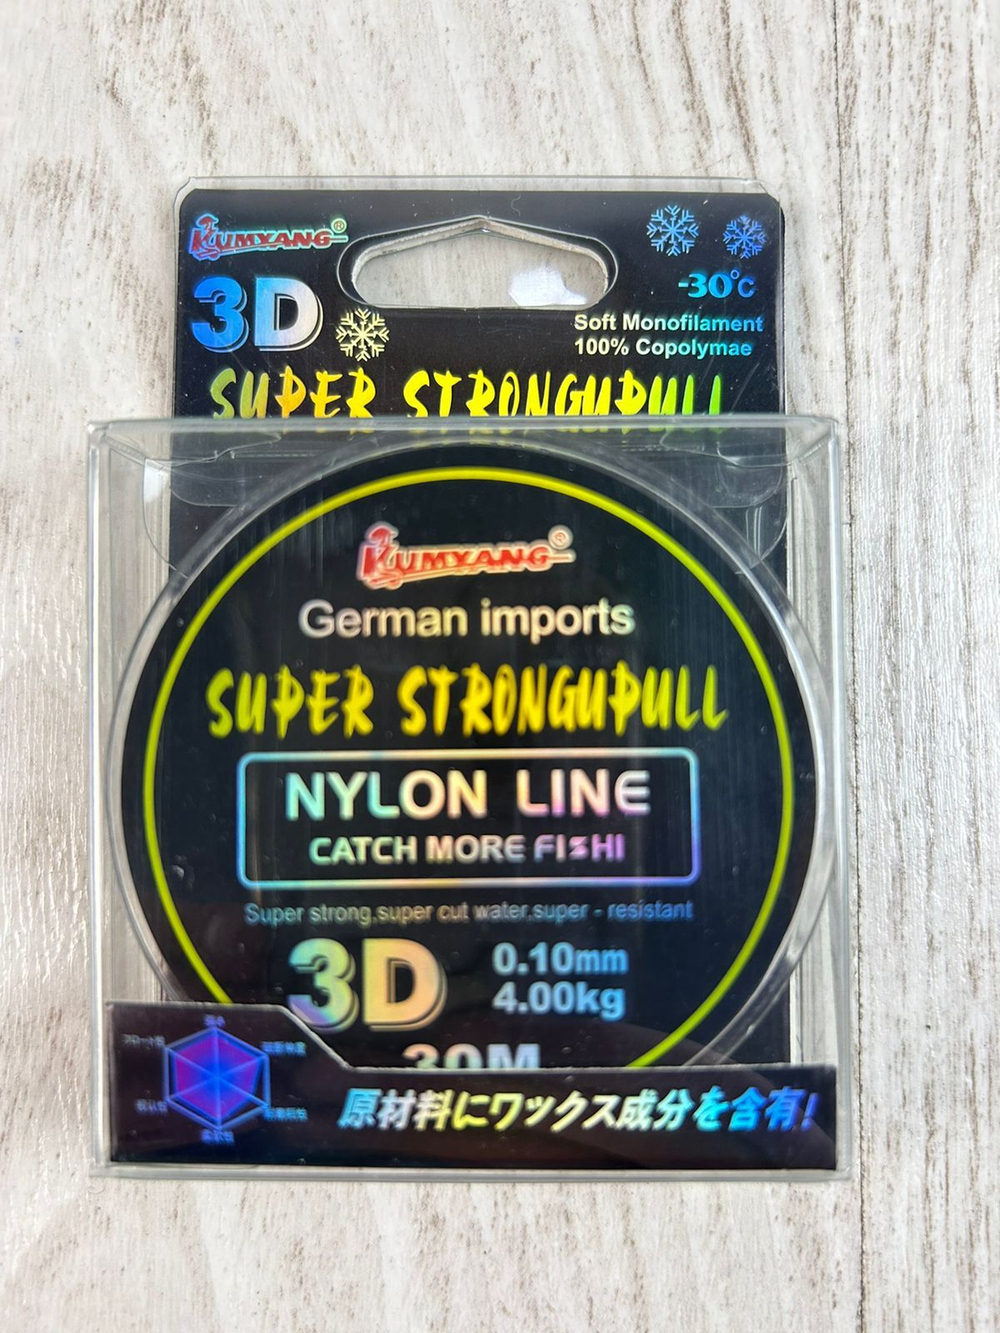 KUMYANG®
3D
-30°C
Soft Monofilament
100% Copolymae
SUPER STRONGUPULL
KUMYANG®
German imports
SUPER STRONGUPULL
NYLON LINE
CATCH MORE FISHI
Super strong,super cut water,super - resistant
3D
0.10mm
4.00kg
30M
原材料にワックス成分を含有!